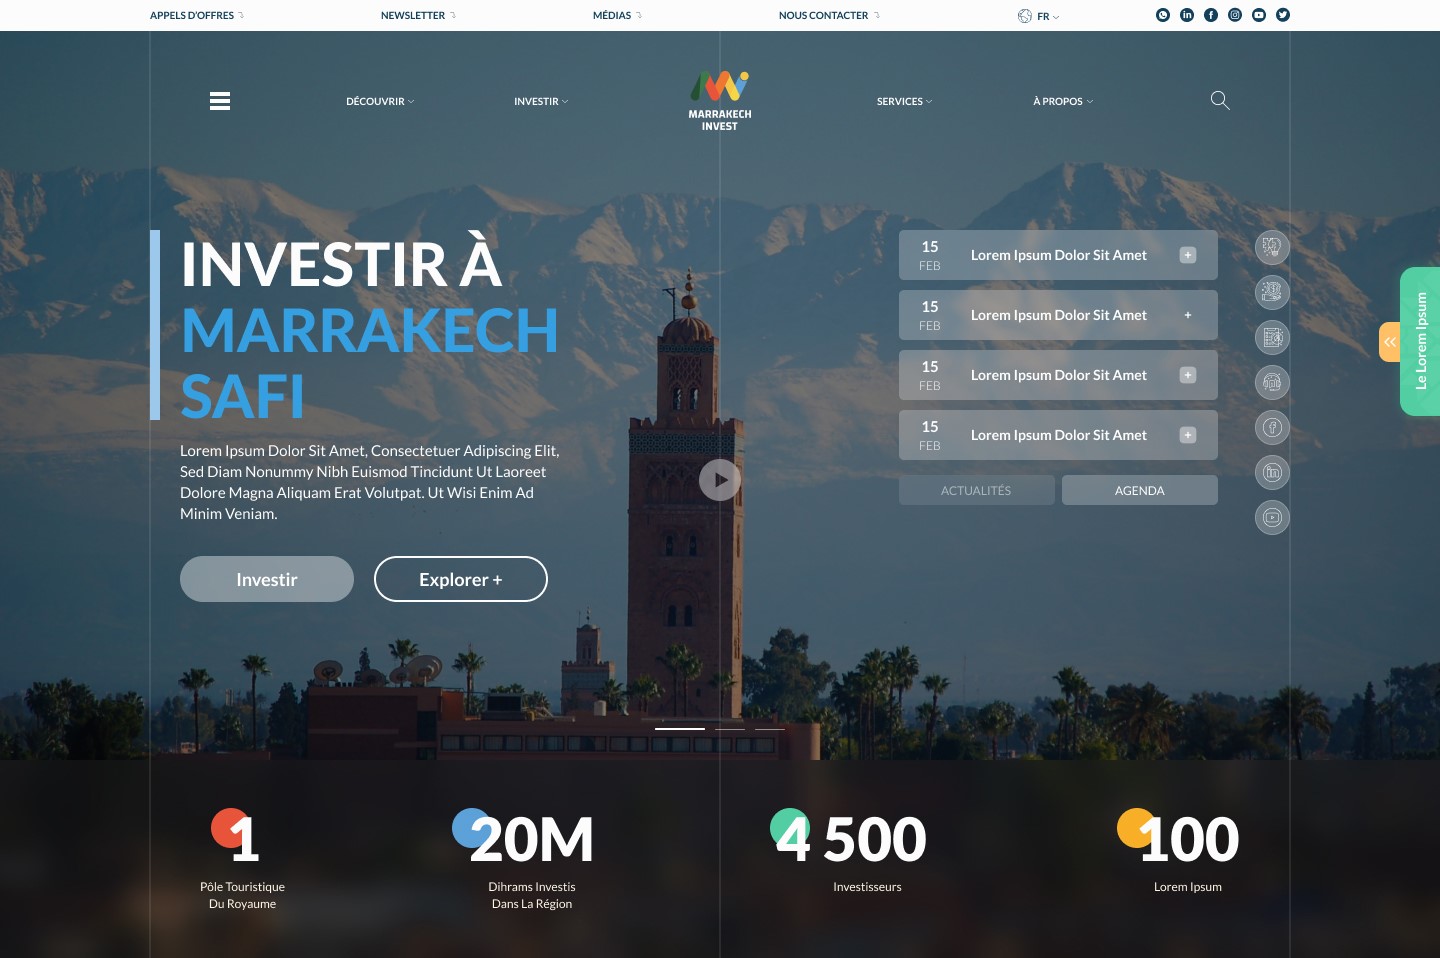 APPELS D'OFFRES
NEWSLETTER
MÉDIAS
NOUS CONTACTER
FR
DÉCOUVRIR
INVESTIR
MARRAKECH
INVEST
SERVICES
À PROPOS
INVESTIR À
MARRAKECH
SAFI
Lorem Ipsum Dolor Sit Amet, Consectetuer Adipiscing Elit,
Sed Diam Nonummy Nibh Euismod Tincidunt Ut Laoreet
Dolore Magna Aliquam Erat Volutpat. Ut Wisi Enim Ad
Minim Veniam.
Investir
Explorer +
15
FEB
Lorem Ipsum Dolor Sit Amet
+
15
FEB
Lorem Ipsum Dolor Sit Amet
+
15
FEB
Lorem Ipsum Dolor Sit Amet
+
15
FEB
Lorem Ipsum Dolor Sit Amet
+
ACTUALITÉS
AGENDA
Le Lorem Ipsum
1
Pôle Touristique
Du Royaume
20M
Dihrams Investis
Dans La Région
4 500
Investisseurs
100
Lorem Ipsum